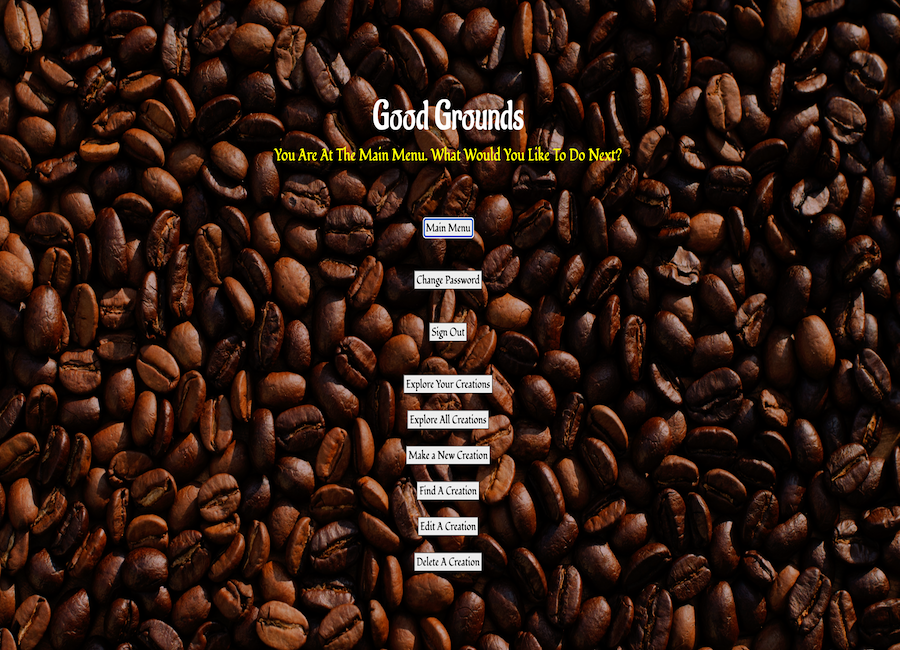 Good Grounds
You Are At The Main Menu. What Would You Like To Do Next?
Main Menu
Change Password
Sign Out
Explore Your Creations
Explore All Creations
Make a New Creation
Find A Creation
Edit A Creation
Delete A Creation